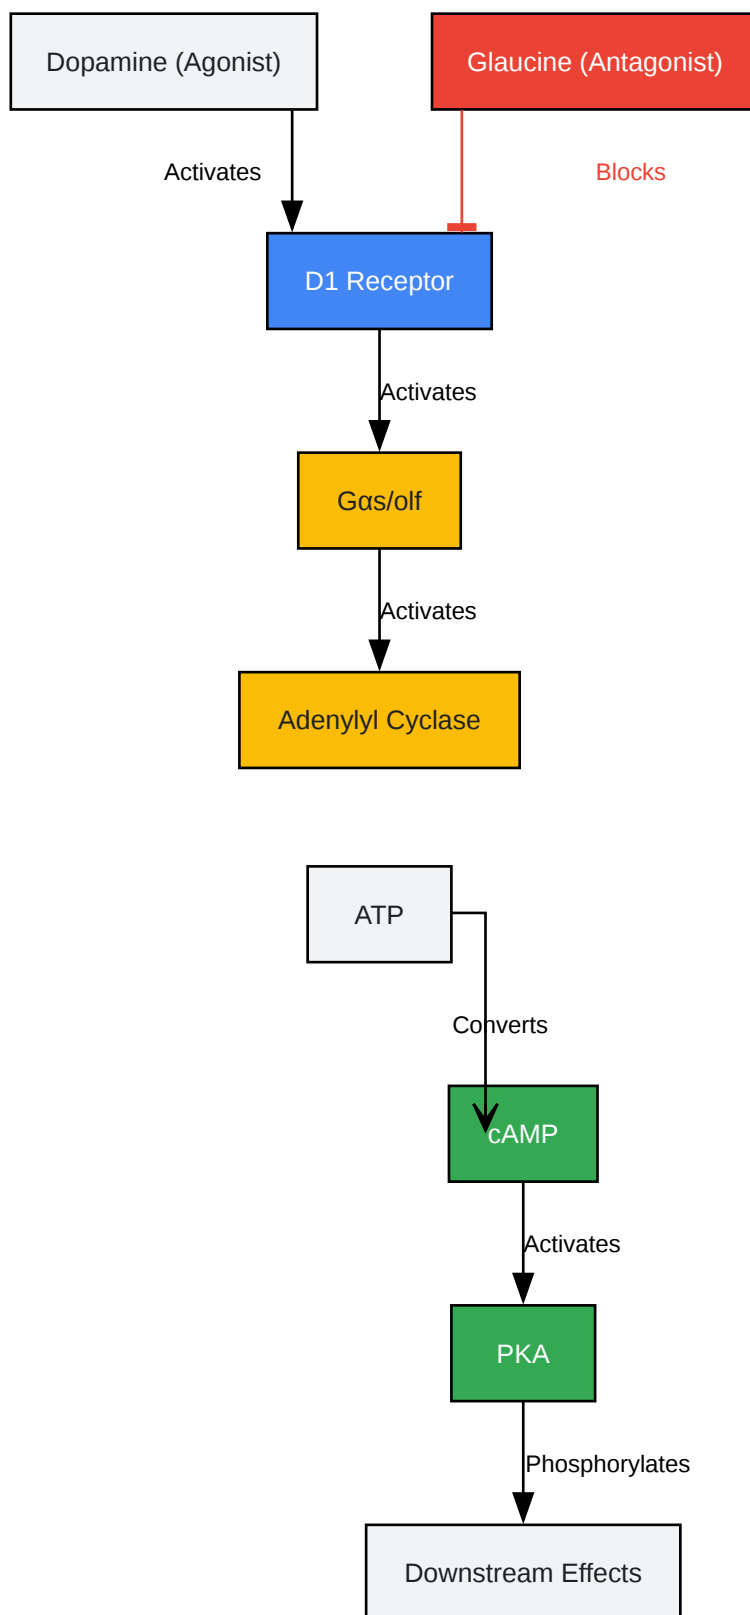 Dopamine (Agonist)
Glaucine (Antagonist)
Activates
Blocks
D1 Receptor
Activates
Gαs/olf
Activates
Adenylyl Cyclase
ATP
Converts
cAMP
Activates
PKA
Phosphorylates
Downstream Effects